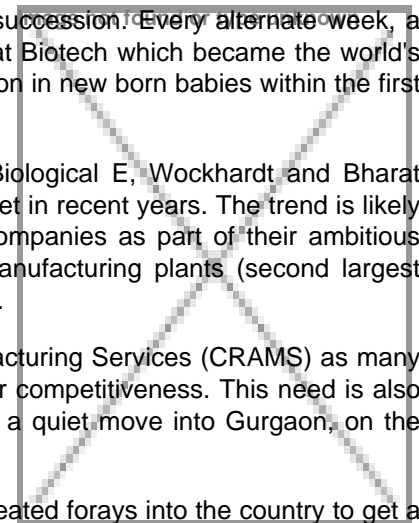 succession. Every alternate week, a
at Biotech which became the world's
on in new born babies within the first
Biological E, Wockhardt and Bharat
et in recent years. The trend is likely
ompanies as part of their ambitious
anufacturing plants (second largest
.
acturing Services (CRAMS) as many
r competitiveness. This need is also
a quiet move into Gurgaon, on the
eated forays into the country to get a